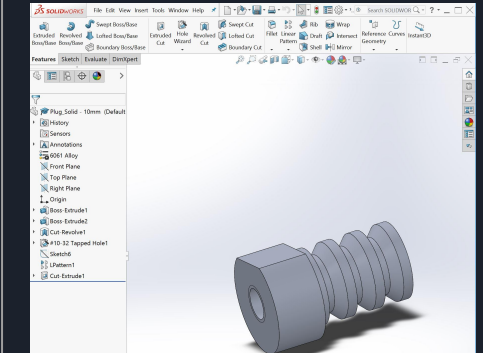 SOLIDWORKS File Edit View Insert Tools Window Help Search SOLIDWOR
Extruded Boss/Base Revolved Boss/Base Swept Boss/Base Lofted Boss/Base Boundary Boss/Base Extruded Cut Hole Wizard Revolved Cut Swept Cut Lofted Cut Boundary Cut Fillet Linear Pattern Rib Draft Shell Wrap Intersect Mirror Reference Geometry Curves Instant3D
Features Sketch Evaluate DimXpert
Plug_Solid - 10mm (Default
History
Sensors
Annotations
6061 Alloy
Front Plane
Top Plane
Right Plane
Origin
Boss-Extrude1
Boss-Extrude2
Cut-Revolve1
#10-32 Tapped Hole1
Sketch6
LPattern1
Cut-Extrude1